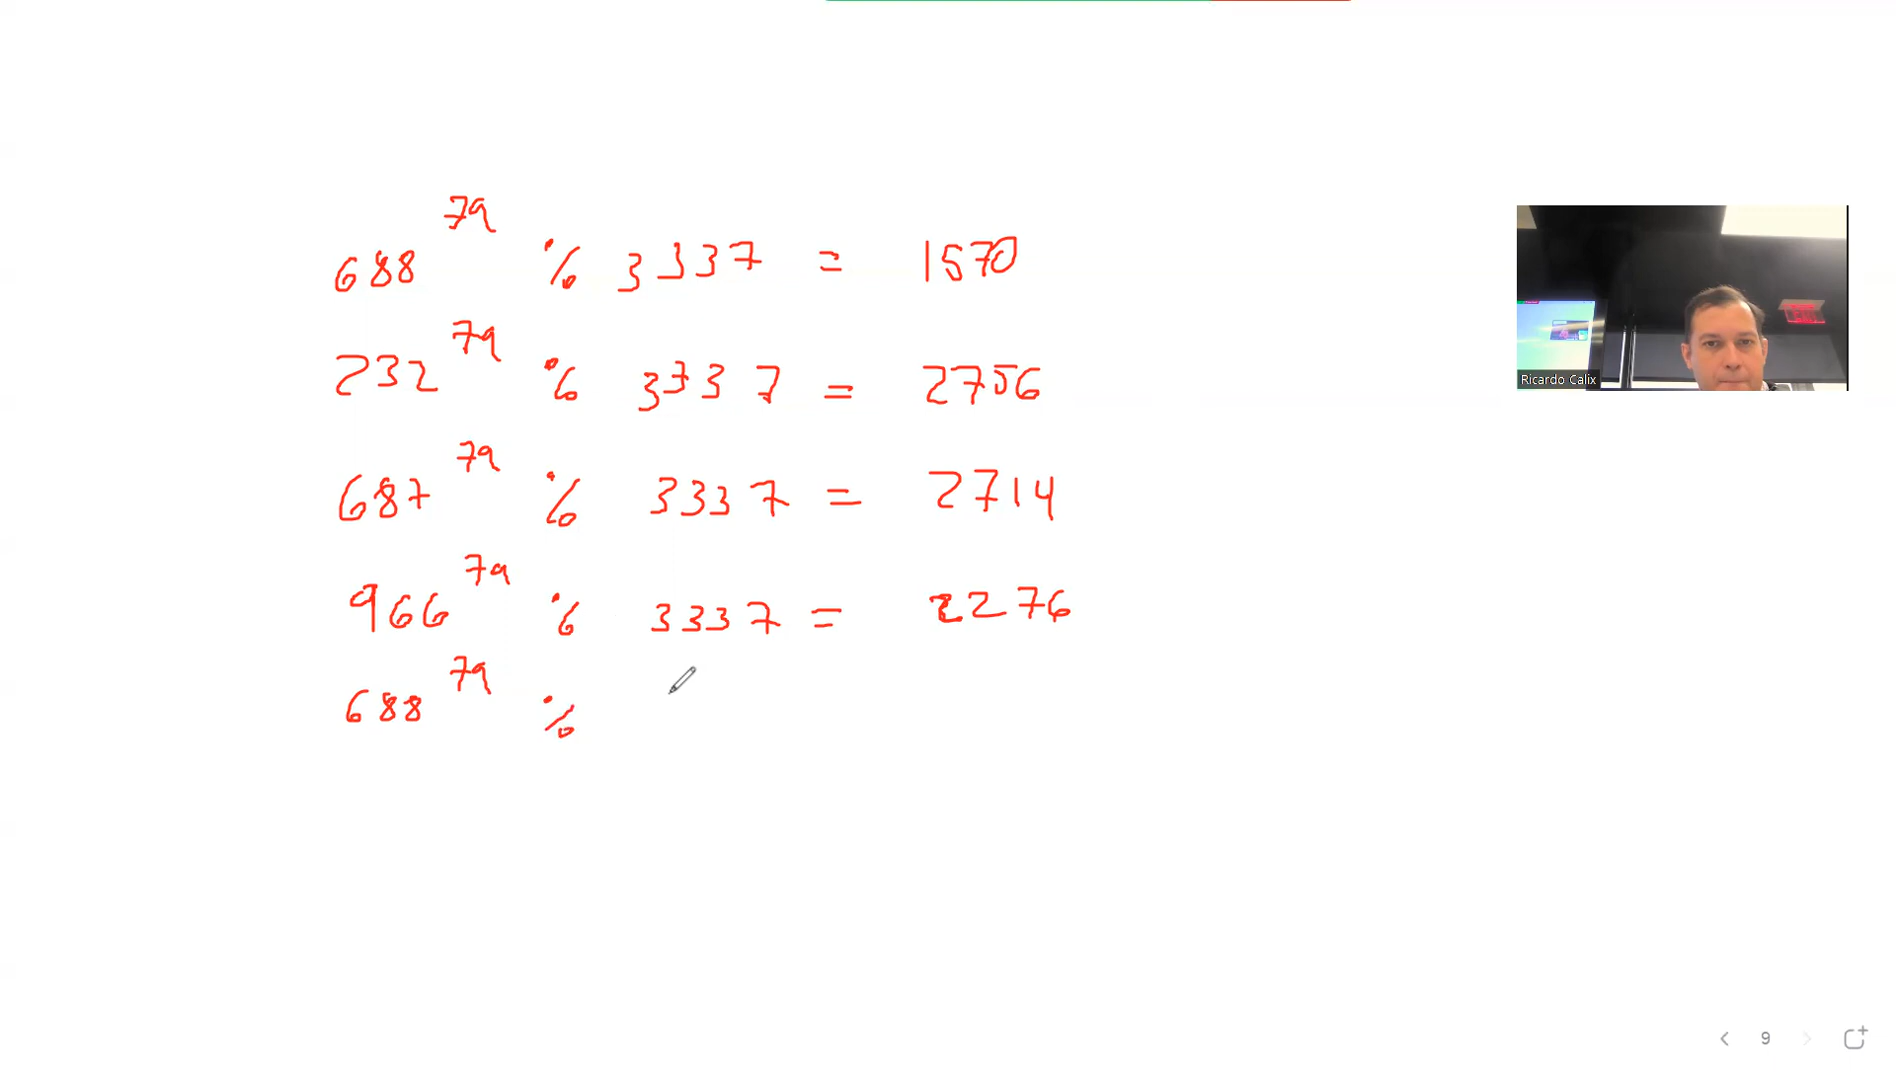 688^79 % 3337 = 1570
232^79 % 3337 = 2756
687^79 % 3337 = 2714
966^79 % 3337 = 2276
688^79 %
Ricardo Calix
9